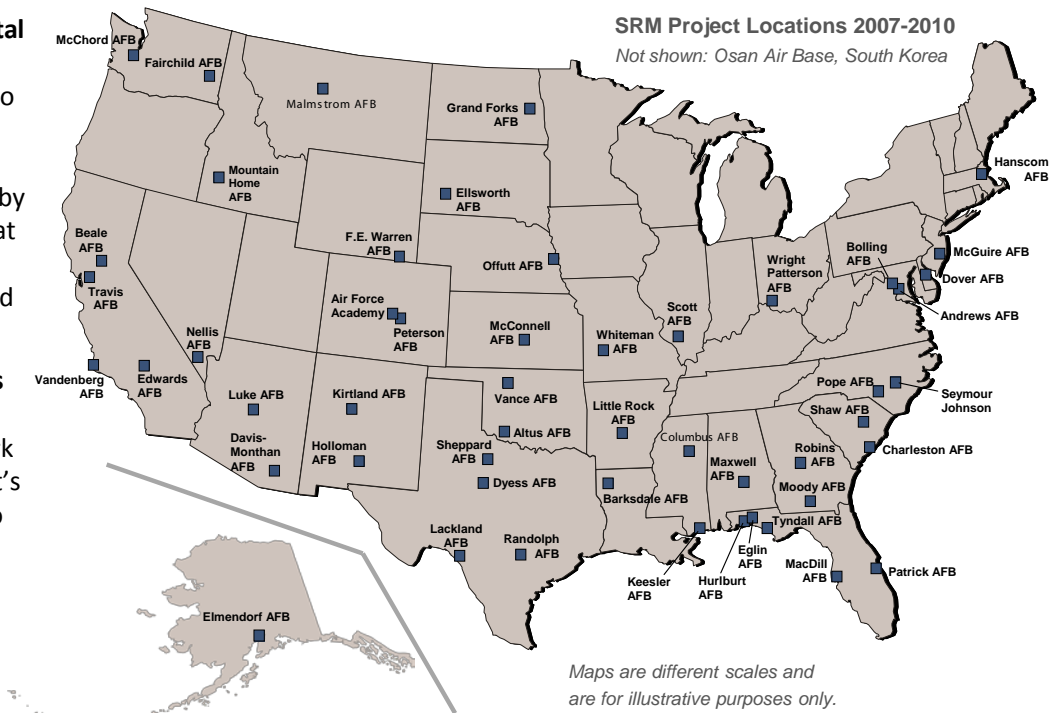 tal
o
by
at
d
s
k
t's
o
SRM Project Locations 2007-2010
Not shown: Osan Air Base, South Korea
McChord AFB
Fairchild AFB
Malmstrom AFB
Grand Forks
AFB
Mountain
Home
AFB
Ellsworth
AFB
Hanscom
AFB
Beale
AFB
Travis
AFB
F.E. Warren
AFB
Offutt AFB
Wright
Patterson
AFB
Bolling
AFB
McGuire AFB
Dover AFB
Andrews AFB
Air Force
Academy
Peterson
AFB
Nellis
AFB
McConnell
AFB
Whiteman
AFB
Scott
AFB
Vandenberg
AFB
Edwards
AFB
Luke AFB
Kirtland AFB
Vance AFB
Little Rock
AFB
Pope AFB
Seymour
Johnson
Shaw AFB
Charleston AFB
Davis-
Monthan
AFB
Holloman
AFB
Altus AFB
Sheppard
AFB
Dyess AFB
Columbus AFB
Maxwell
AFB
Robins
AFB
Moody AFB
Barksdale AFB
Tyndall AFB
Lackland
AFB
Randolph
AFB
Keesler
AFB
Hurlburt
AFB
Eglin
AFB
MacDill
AFB
Patrick AFB
Elmendorf AFB
Maps are different scales and
are for illustrative purposes only.